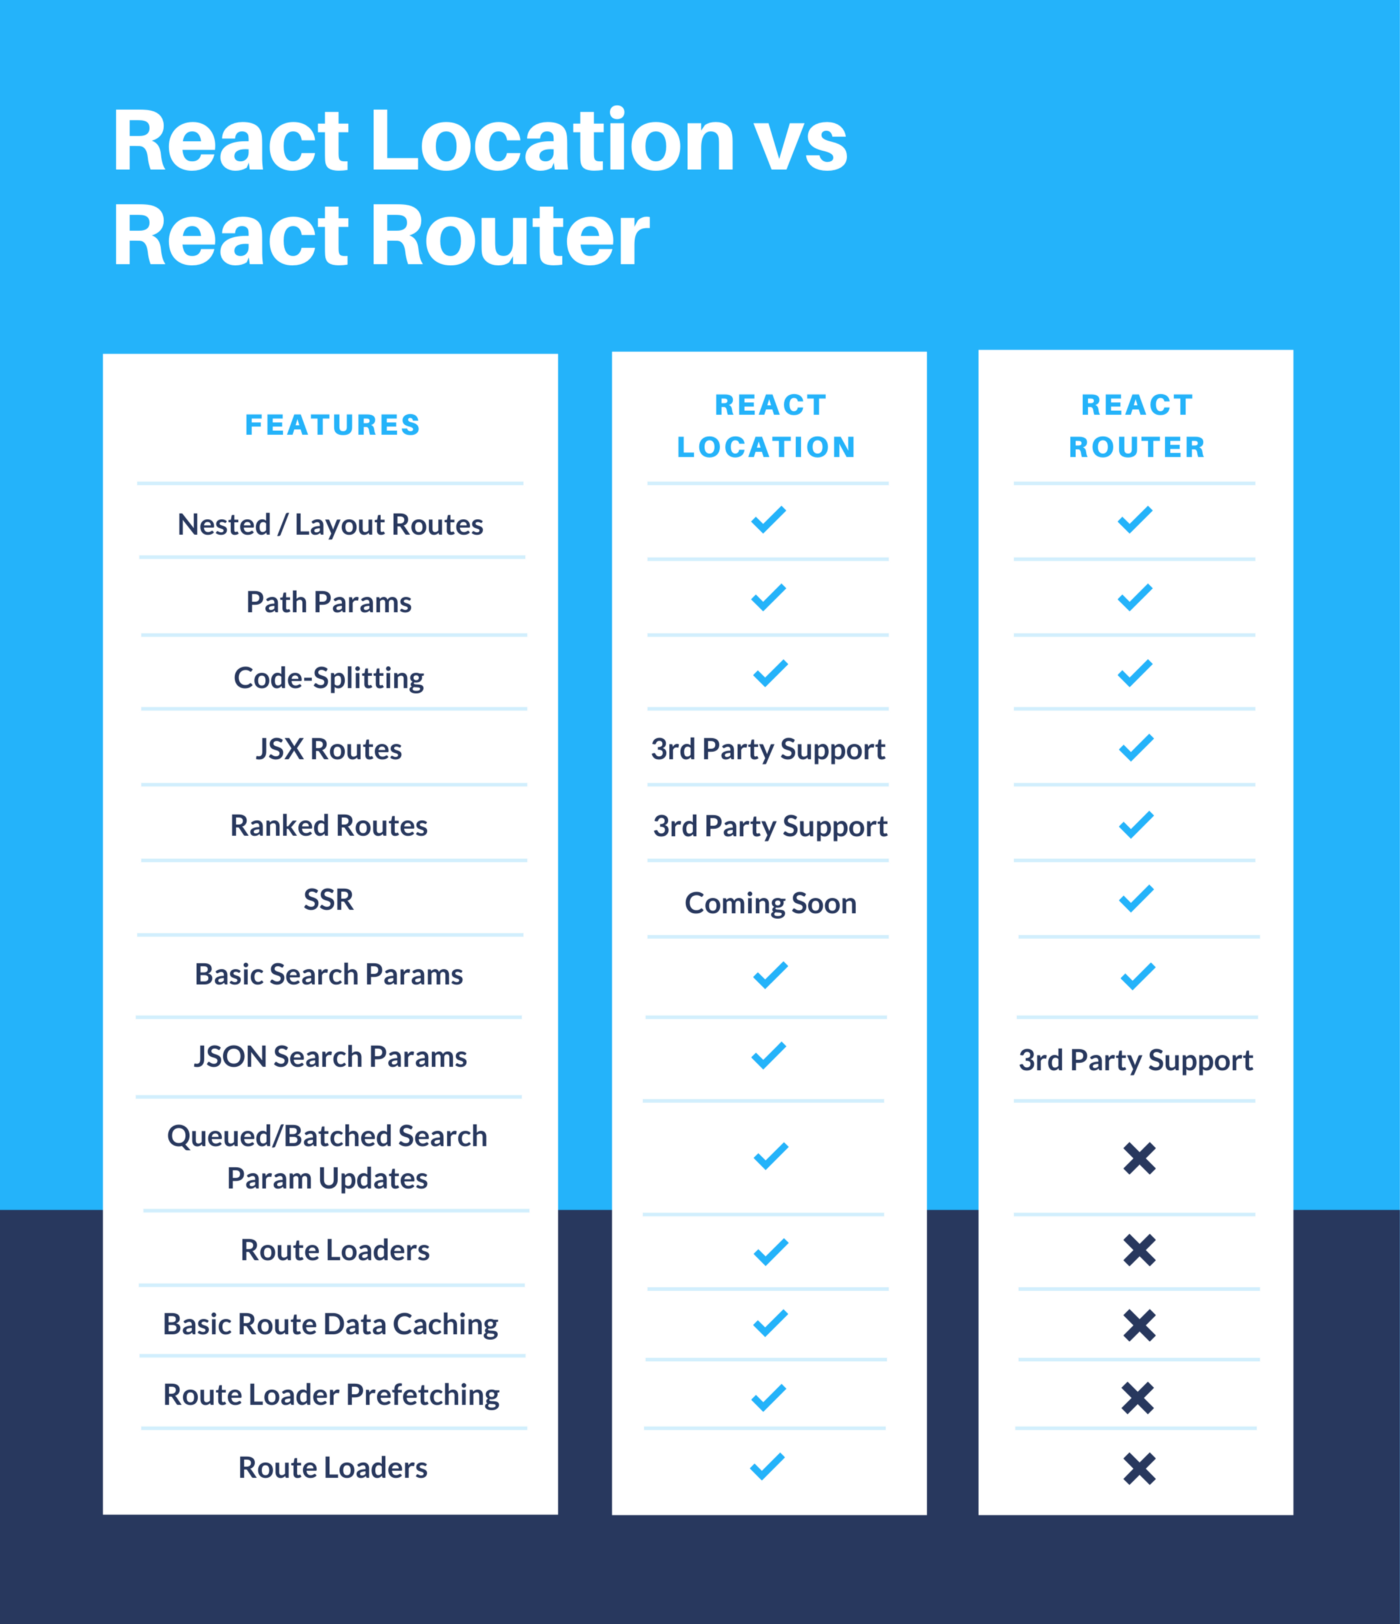 React Location vs
React Router
FEATURES
REACT
LOCATION
REACT
ROUTER
Nested / Layout Routes
Path Params
Code-Splitting
JSX Routes
3rd Party Support
Ranked Routes
3rd Party Support
SSR
Coming Soon
Basic Search Params
JSON Search Params
3rd Party Support
Queued/Batched Search
Param Updates
Route Loaders
Basic Route Data Caching
Route Loader Prefetching
Route Loaders